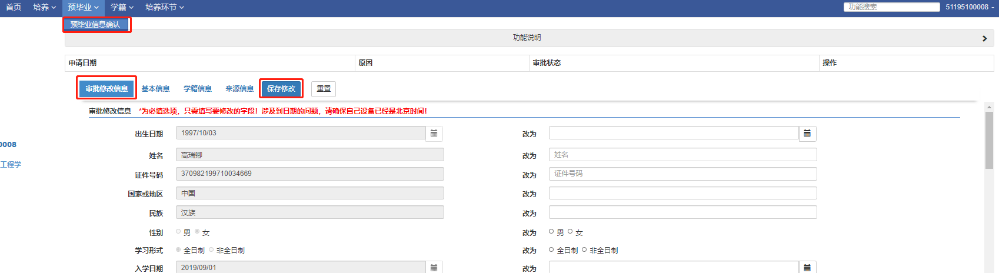 首页 培养 预毕业 学籍 培养环节 功能搜索 51195100008
预毕业信息确认
功能说明
申请日期 原因 审批状态 操作
审批修改信息 基本信息 学籍信息 来源信息 保存修改 重置
审批修改信息 *为必填选项，只需填写要修改的字段！涉及到日期的问题，请确保自己设备已经是北京时间！
出生日期 1997/10/03 改为
0008
姓名 高瑞卿 改为 姓名
工程学
证件号码 370982199710034669 改为 证件号码
国家或地区 中国 改为
民族 汉族 改为
性别 男 女 改为 男 女
学习形式 全日制 非全日制 改为 全日制 非全日制
入学日期 2019/09/01 改为